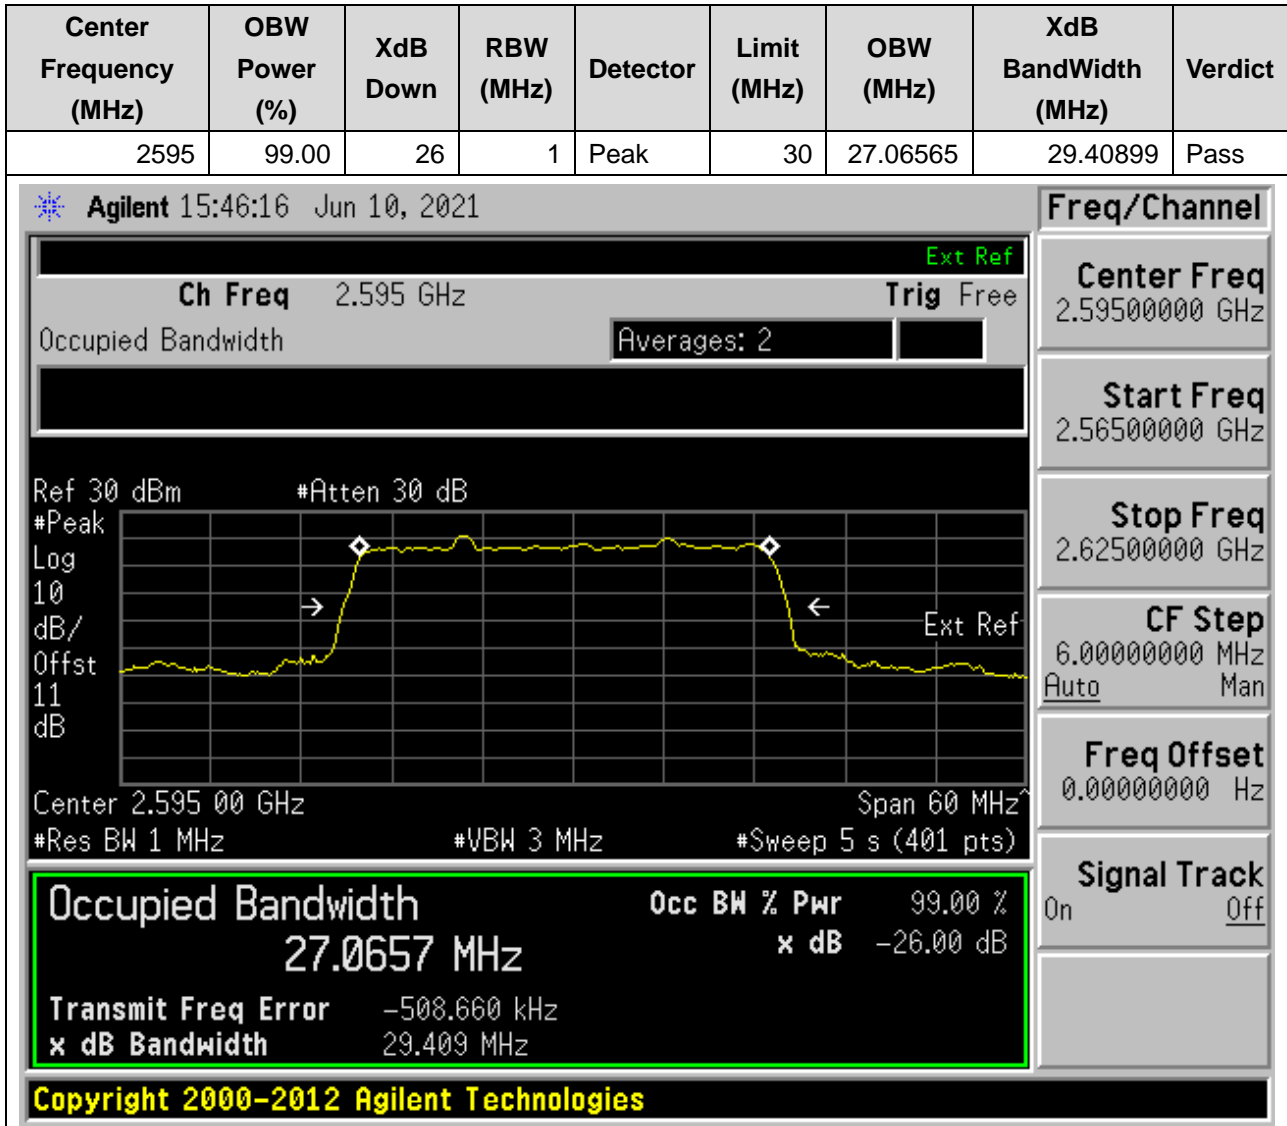 Center Frequency (MHz) OBW Power (%) XdB Down RBW (MHz) Detector Limit (MHz) OBW (MHz) XdB BandWidth (MHz) Verdict
2595 99.00 26 1 Peak 30 27.06565 29.40899 Pass
Agilent 15:46:16 Jun 10, 2021
Freq/Channel
Ext Ref
Ch Freq 2.595 GHz Trig Free
Occupied Bandwidth Averages: 2
Center Freq
2.59500000 GHz
Start Freq
2.56500000 GHz
Stop Freq
2.62500000 GHz
CF Step
6.00000000 MHz
Auto Man
Freq Offset
0.00000000 Hz
Signal Track
On Off
Ref 30 dBm #Atten 30 dB
#Peak
Log
10
dB/
Offst
11
dB
Ext Ref
Center 2.595 00 GHz Span 60 MHz^
#Res BW 1 MHz #VBW 3 MHz #Sweep 5 s (401 pts)
Occupied Bandwidth Occ BW % Pwr 99.00 %
27.0657 MHz x dB -26.00 dB
Transmit Freq Error -508.660 kHz
x dB Bandwidth 29.409 MHz
Copyright 2000-2012 Agilent Technologies